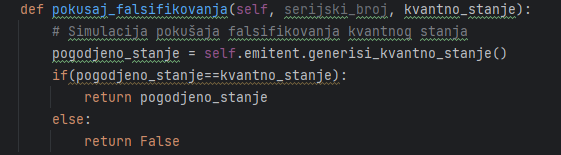 def pokusaj_falsifikovanja(self, serijski_broj, kvantno_stanje):
# Simulacija pokušaja falsifikovanja kvantnog stanja
pogodjeno_stanje = self.emitent.generisi_kvantno_stanje()
if(pogodjeno_stanje==kvantno_stanje):
return pogodjeno_stanje
else:
return False